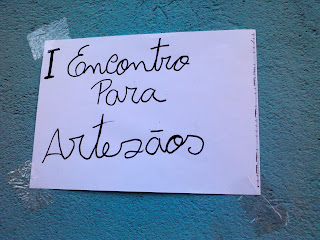 I Encontro
Para
Artesãos